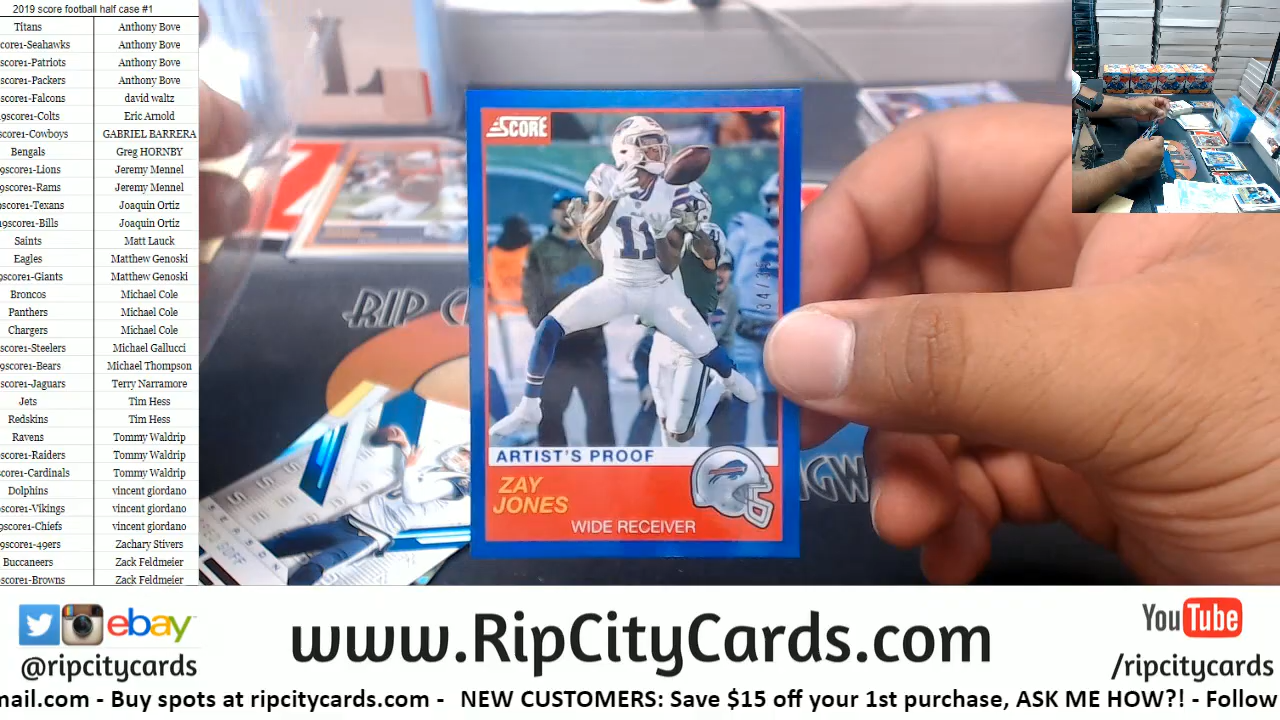 2019 score football half case #1
Titans Anthony Bove
core1-Seahawks Anthony Bove
score1-Patriots Anthony Bove
score1-Packers Anthony Bove
score1-Falcons david waltz
19score1-Colts Eric Arnold
score1-Cowboys GABRIEL BARRERA
Bengals Greg HORNBY
9score1-Lions Jeremy Mennel
9score1-Rams Jeremy Mennel
score1-Texans Joaquin Ortiz
19score1-Bills Joaquin Ortiz
Saints Matt Lauck
Eagles Matthew Genoski
score1-Giants Matthew Genoski
Broncos Michael Cole
Panthers Michael Cole
Chargers Michael Cole
score1-Steelers Michael Gallucci
9score1-Bears Michael Thompson
score1-Jaguars Terry Narramore
Jets Tim Hess
Redskins Tim Hess
Ravens Tommy Waldrip
score1-Raiders Tommy Waldrip
core1-Cardinals Tommy Waldrip
Dolphins vincent giordano
score1-Vikings vincent giordano
score1-Chiefs vincent giordano
9score1-49ers Zachary Stivers
Buccaneers Zack Feldmeier
score1-Browns Zack Feldmeier
SCORE
11
RIP C
ARTIST'S PROOF
ZAY
JONES
WIDE RECEIVER
ebay
@ripcitycards
www.RipCityCards.com
YouTube
/ripcitycards
mail.com - Buy spots at ripcitycards.com - NEW CUSTOMERS: Save $15 off your 1st purchase, ASK ME HOW?! - Follow